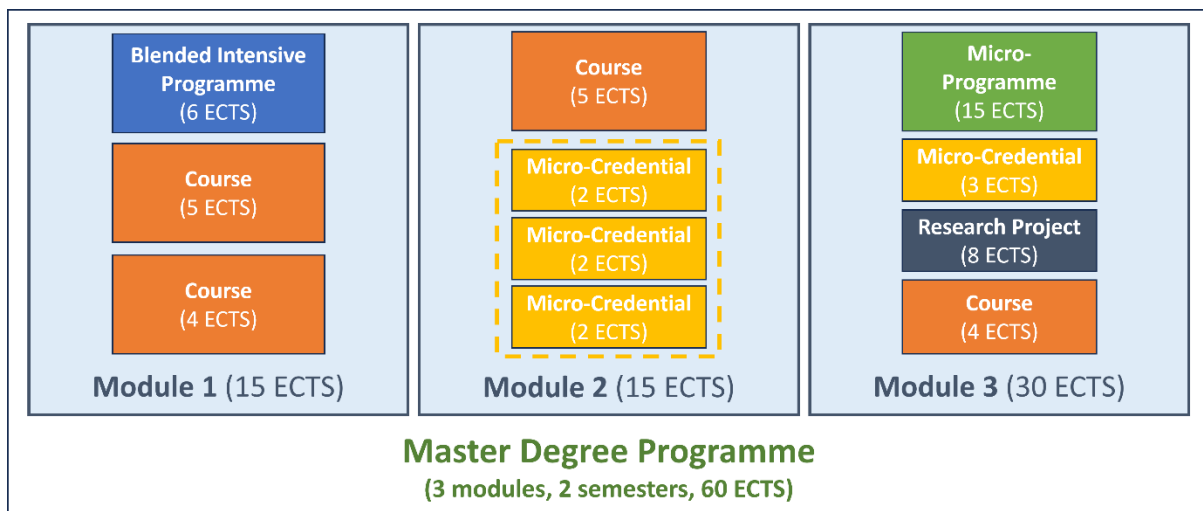 Blended Intensive
Programme
(6 ECTS)
Course
(5 ECTS)
Course
(4 ECTS)
Module 1 (15 ECTS)
Course
(5 ECTS)
Micro-Credential
(2 ECTS)
Micro-Credential
(2 ECTS)
Micro-Credential
(2 ECTS)
Module 2 (15 ECTS)
Micro-
Programme
(15 ECTS)
Micro-Credential
(3 ECTS)
Research Project
(8 ECTS)
Course
(4 ECTS)
Module 3 (30 ECTS)
Master Degree Programme
(3 modules, 2 semesters, 60 ECTS)